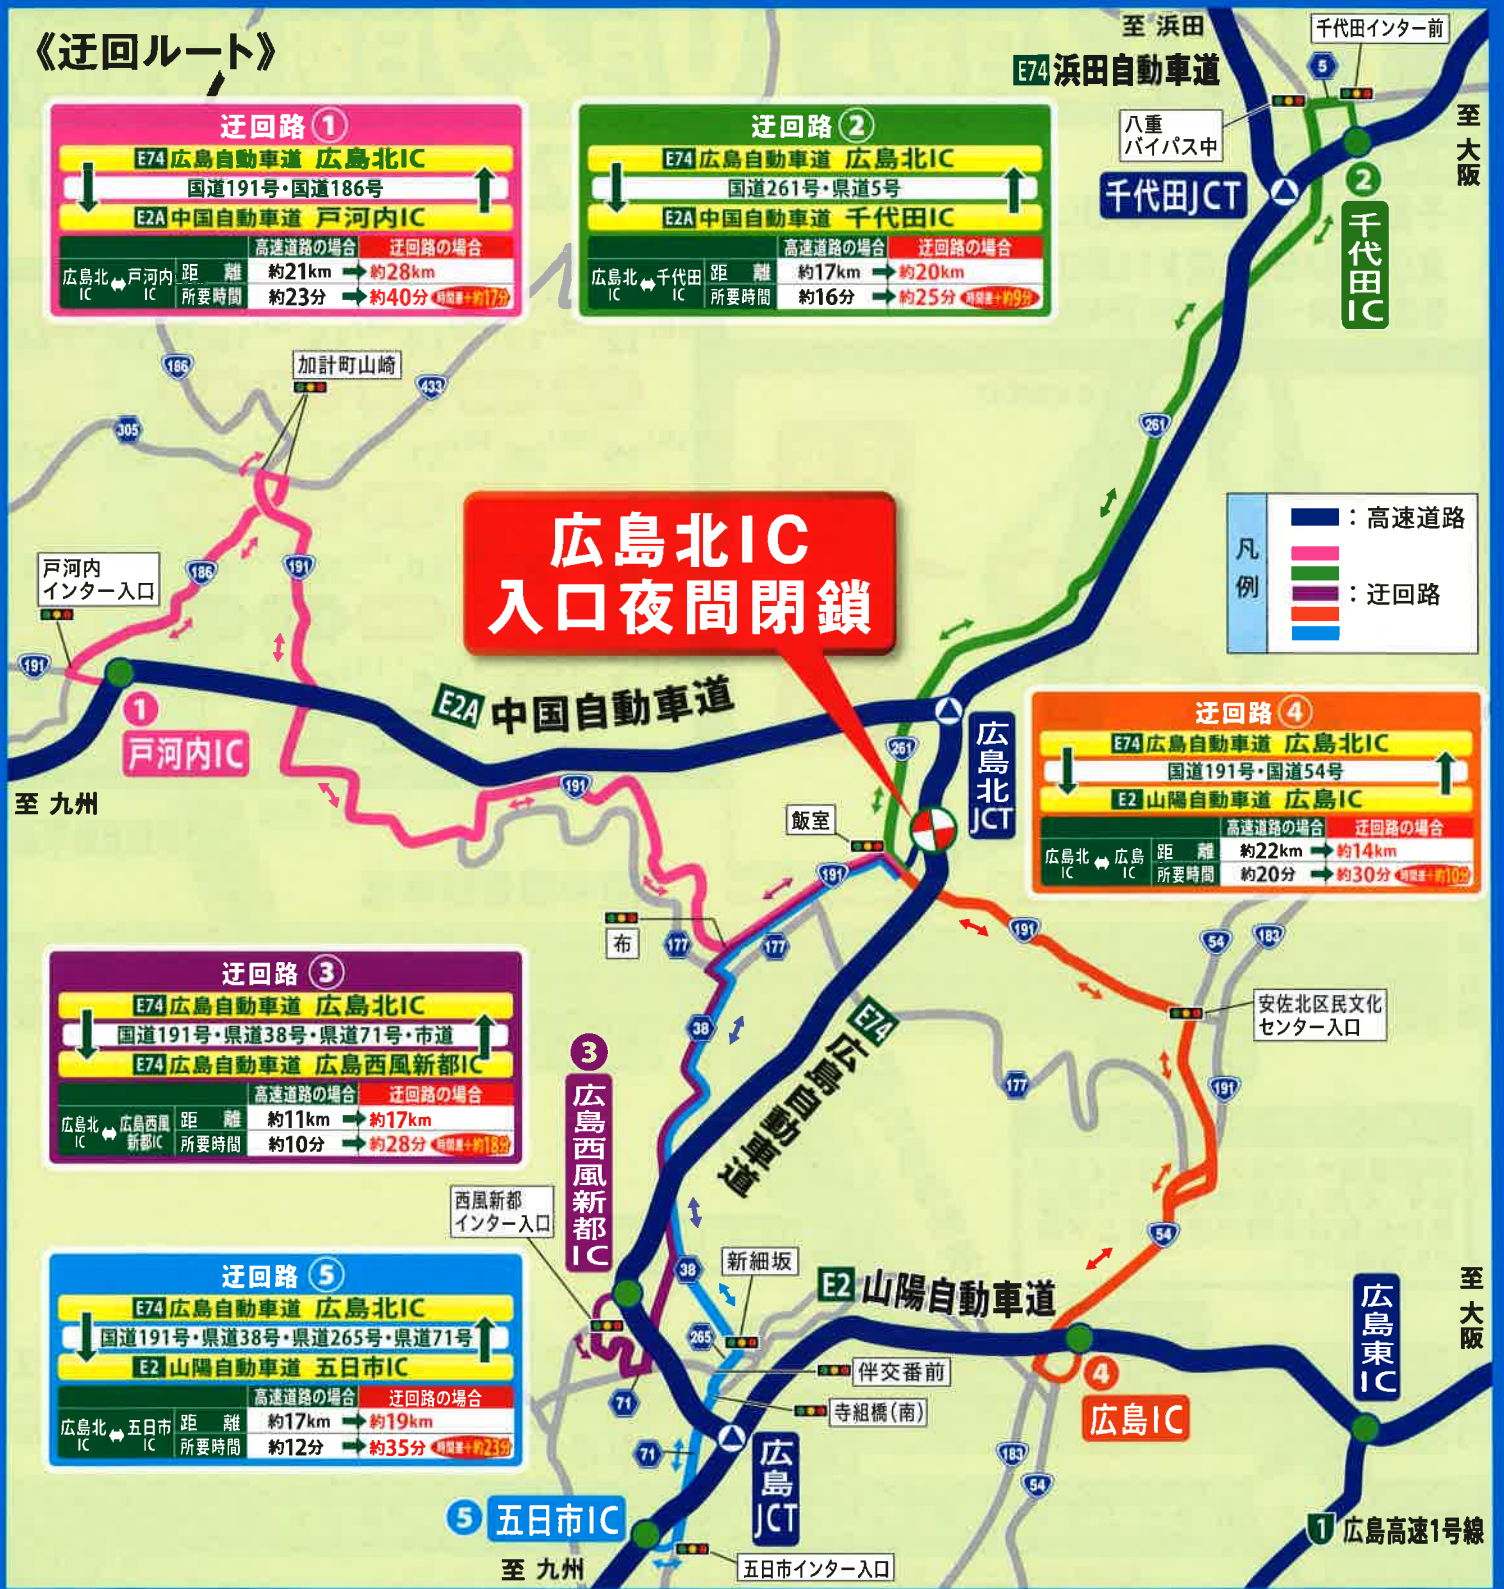 《迂回ルート》
至 浜田
千代田インター前
E74 浜田自動車道
5
八重
バイパス中
至 大阪
千代田JCT
2
千代田IC
迂回路①
E74 広島自動車道 広島北IC
国道191号・国道186号
E2A 中国自動車道 戸河内IC
高速道路の場合 迂回路の場合
広島北IC ⬌ 戸河内IC
距離 約21km ➡ 約28km
所要時間 約23分 ➡ 約40分 時間差+約17分
迂回路②
E74 広島自動車道 広島北IC
国道261号・県道5号
E2A 中国自動車道 千代田IC
高速道路の場合 迂回路の場合
広島北IC ⬌ 千代田IC
距離 約17km ➡ 約20km
所要時間 約16分 ➡ 約25分 時間差+約9分
186
加計町山崎
433
305
261
広島北IC
入口夜間閉鎖
凡例
：高速道路
：迂回路
戸河内
インター入口
186
191
191
1
戸河内IC
至 九州
E2A 中国自動車道
191
261
広島北JCT
飯室
191
布
177
177
迂回路④
E74 広島自動車道 広島北IC
国道191号・国道54号
E2 山陽自動車道 広島IC
高速道路の場合 迂回路の場合
広島北IC ⬌ 広島IC
距離 約22km ➡ 約14km
所要時間 約20分 ➡ 約30分 時間差+約10分
191
54
183
安佐北区民文化
センター入口
177
191
迂回路③
E74 広島自動車道 広島北IC
国道191号・県道38号・県道71号・市道
E74 広島自動車道 広島西風新都IC
高速道路の場合 迂回路の場合
広島北IC ⬌ 広島西風新都IC
距離 約11km ➡ 約17km
所要時間 約10分 ➡ 約28分 時間差+約18分
38
3
広島西風新都IC
E74 広島自動車道
西風新都
インター入口
54
38
新細坂
E2 山陽自動車道
265
伴交番前
71
寺組橋(南)
4
広島IC
広島東IC
至 大阪
迂回路⑤
E74 広島自動車道 広島北IC
国道191号・県道38号・県道265号・県道71号
E2 山陽自動車道 五日市IC
高速道路の場合 迂回路の場合
広島北IC ⬌ 五日市IC
距離 約17km ➡ 約19km
所要時間 約12分 ➡ 約35分 時間差+約23分
71
広島JCT
183
54
5
五日市IC
至 九州
五日市インター入口
1 広島高速1号線